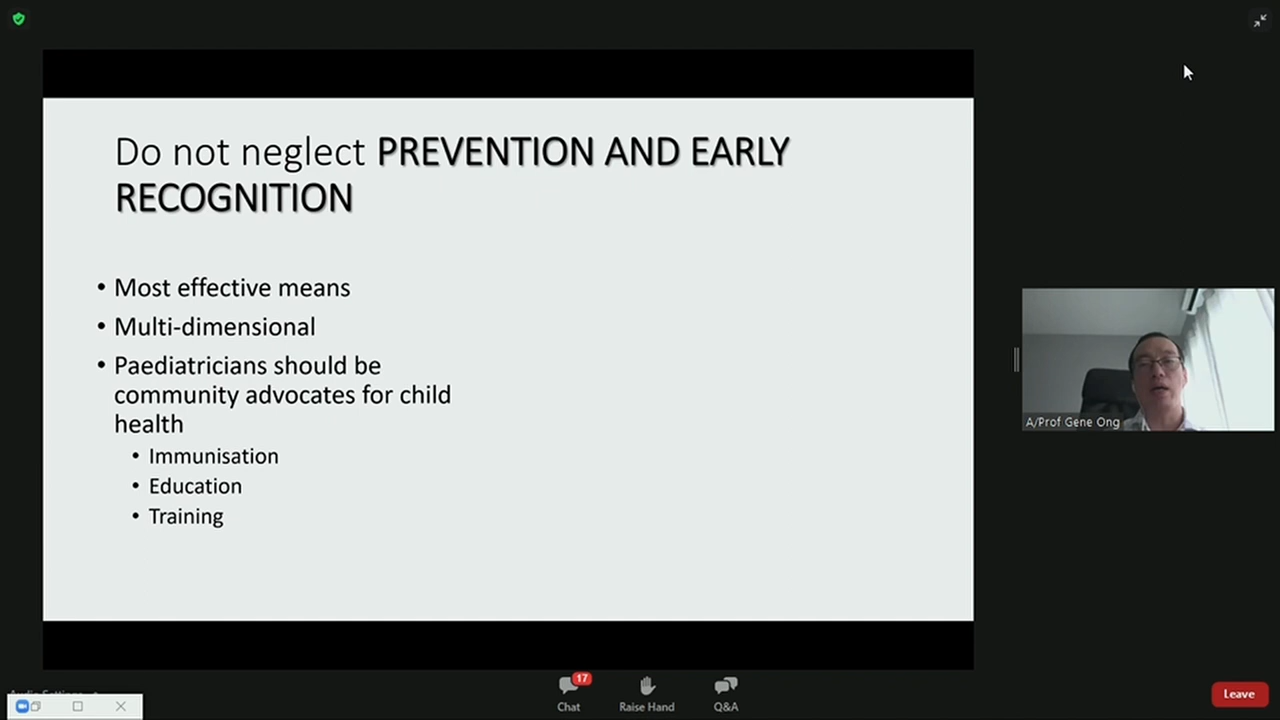 Do not neglect PREVENTION AND EARLY
RECOGNITION
• Most effective means
• Multi-dimensional
• Paediatricians should be
community advocates for child
health
• Immunisation
• Education
• Training
A/Prof Gene Ong
17
Chat
Raise Hand
Q&A
Leave